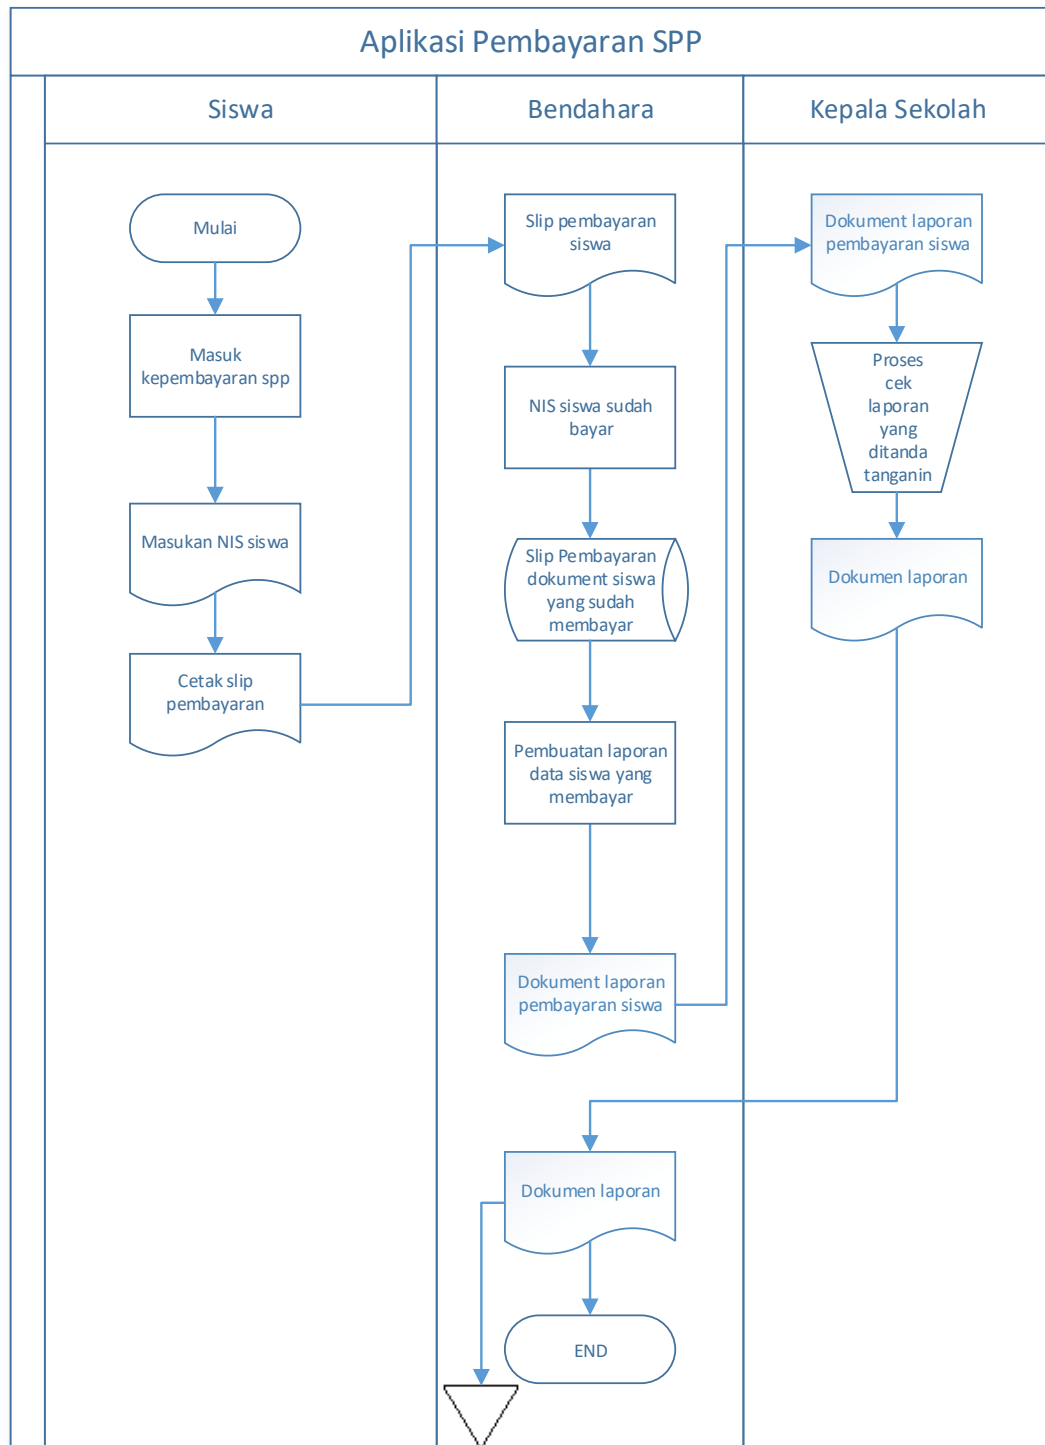 Aplikasi Pembayaran SPP
Siswa
Bendahara
Kepala Sekolah
Mulai
Masuk
kepembayaran spp
Masukan NIS siswa
Cetak slip
pembayaran
Slip pembayaran
siswa
NIS siswa sudah
bayar
Slip Pembayaran
dokument siswa
yang sudah
membayar
Pembuatan laporan
data siswa yang
membayar
Dokument laporan
pembayaran siswa
Dokument laporan
pembayaran siswa
Proses
cek
laporan
yang
ditanda
tanganin
Dokumen laporan
Dokumen laporan
END